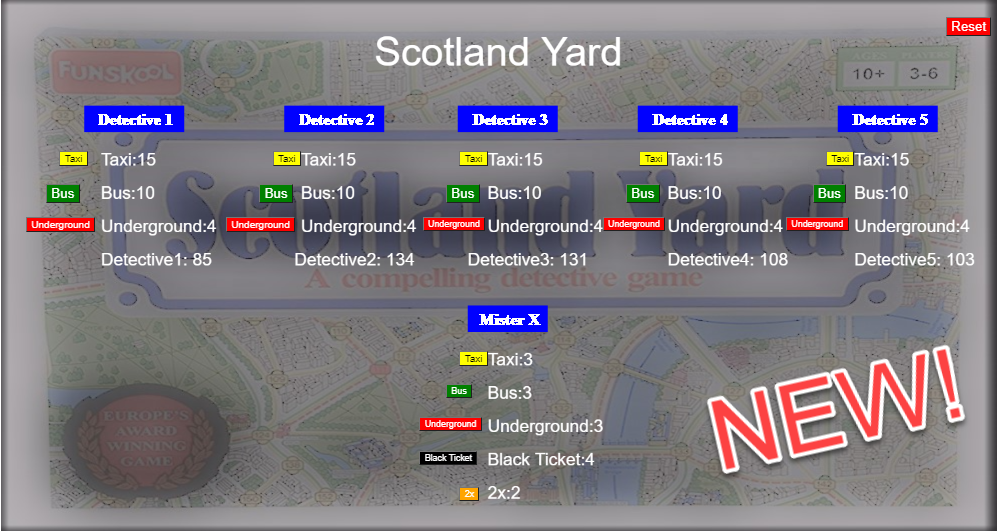 Reset
Scotland Yard
FUNSKOOL
10+ 3-6
Detective 1 Detective 2 Detective 3 Detective 4 Detective 5
Taxi Taxi:15 Taxi Taxi:15 Taxi Taxi:15 Taxi Taxi:15 Taxi Taxi:15
Bus Bus:10 Bus Bus:10 Bus Bus:10 Bus Bus:10 Bus Bus:10
Scotland Yard
Underground Underground:4 Underground Underground:4 Underground Underground:4 Underground Underground:4 Underground Underground:4
Detective1: 85 Detective2: 134 Detective3: 131 Detective4: 108 Detective5: 103
A compelling detective game
Mister X
Taxi Taxi:3
Bus Bus:3
Underground Underground:3
Black Ticket Black Ticket:4
2x 2x:2
NEW!
EUROPE'S
AWARD
WINNING
GAME